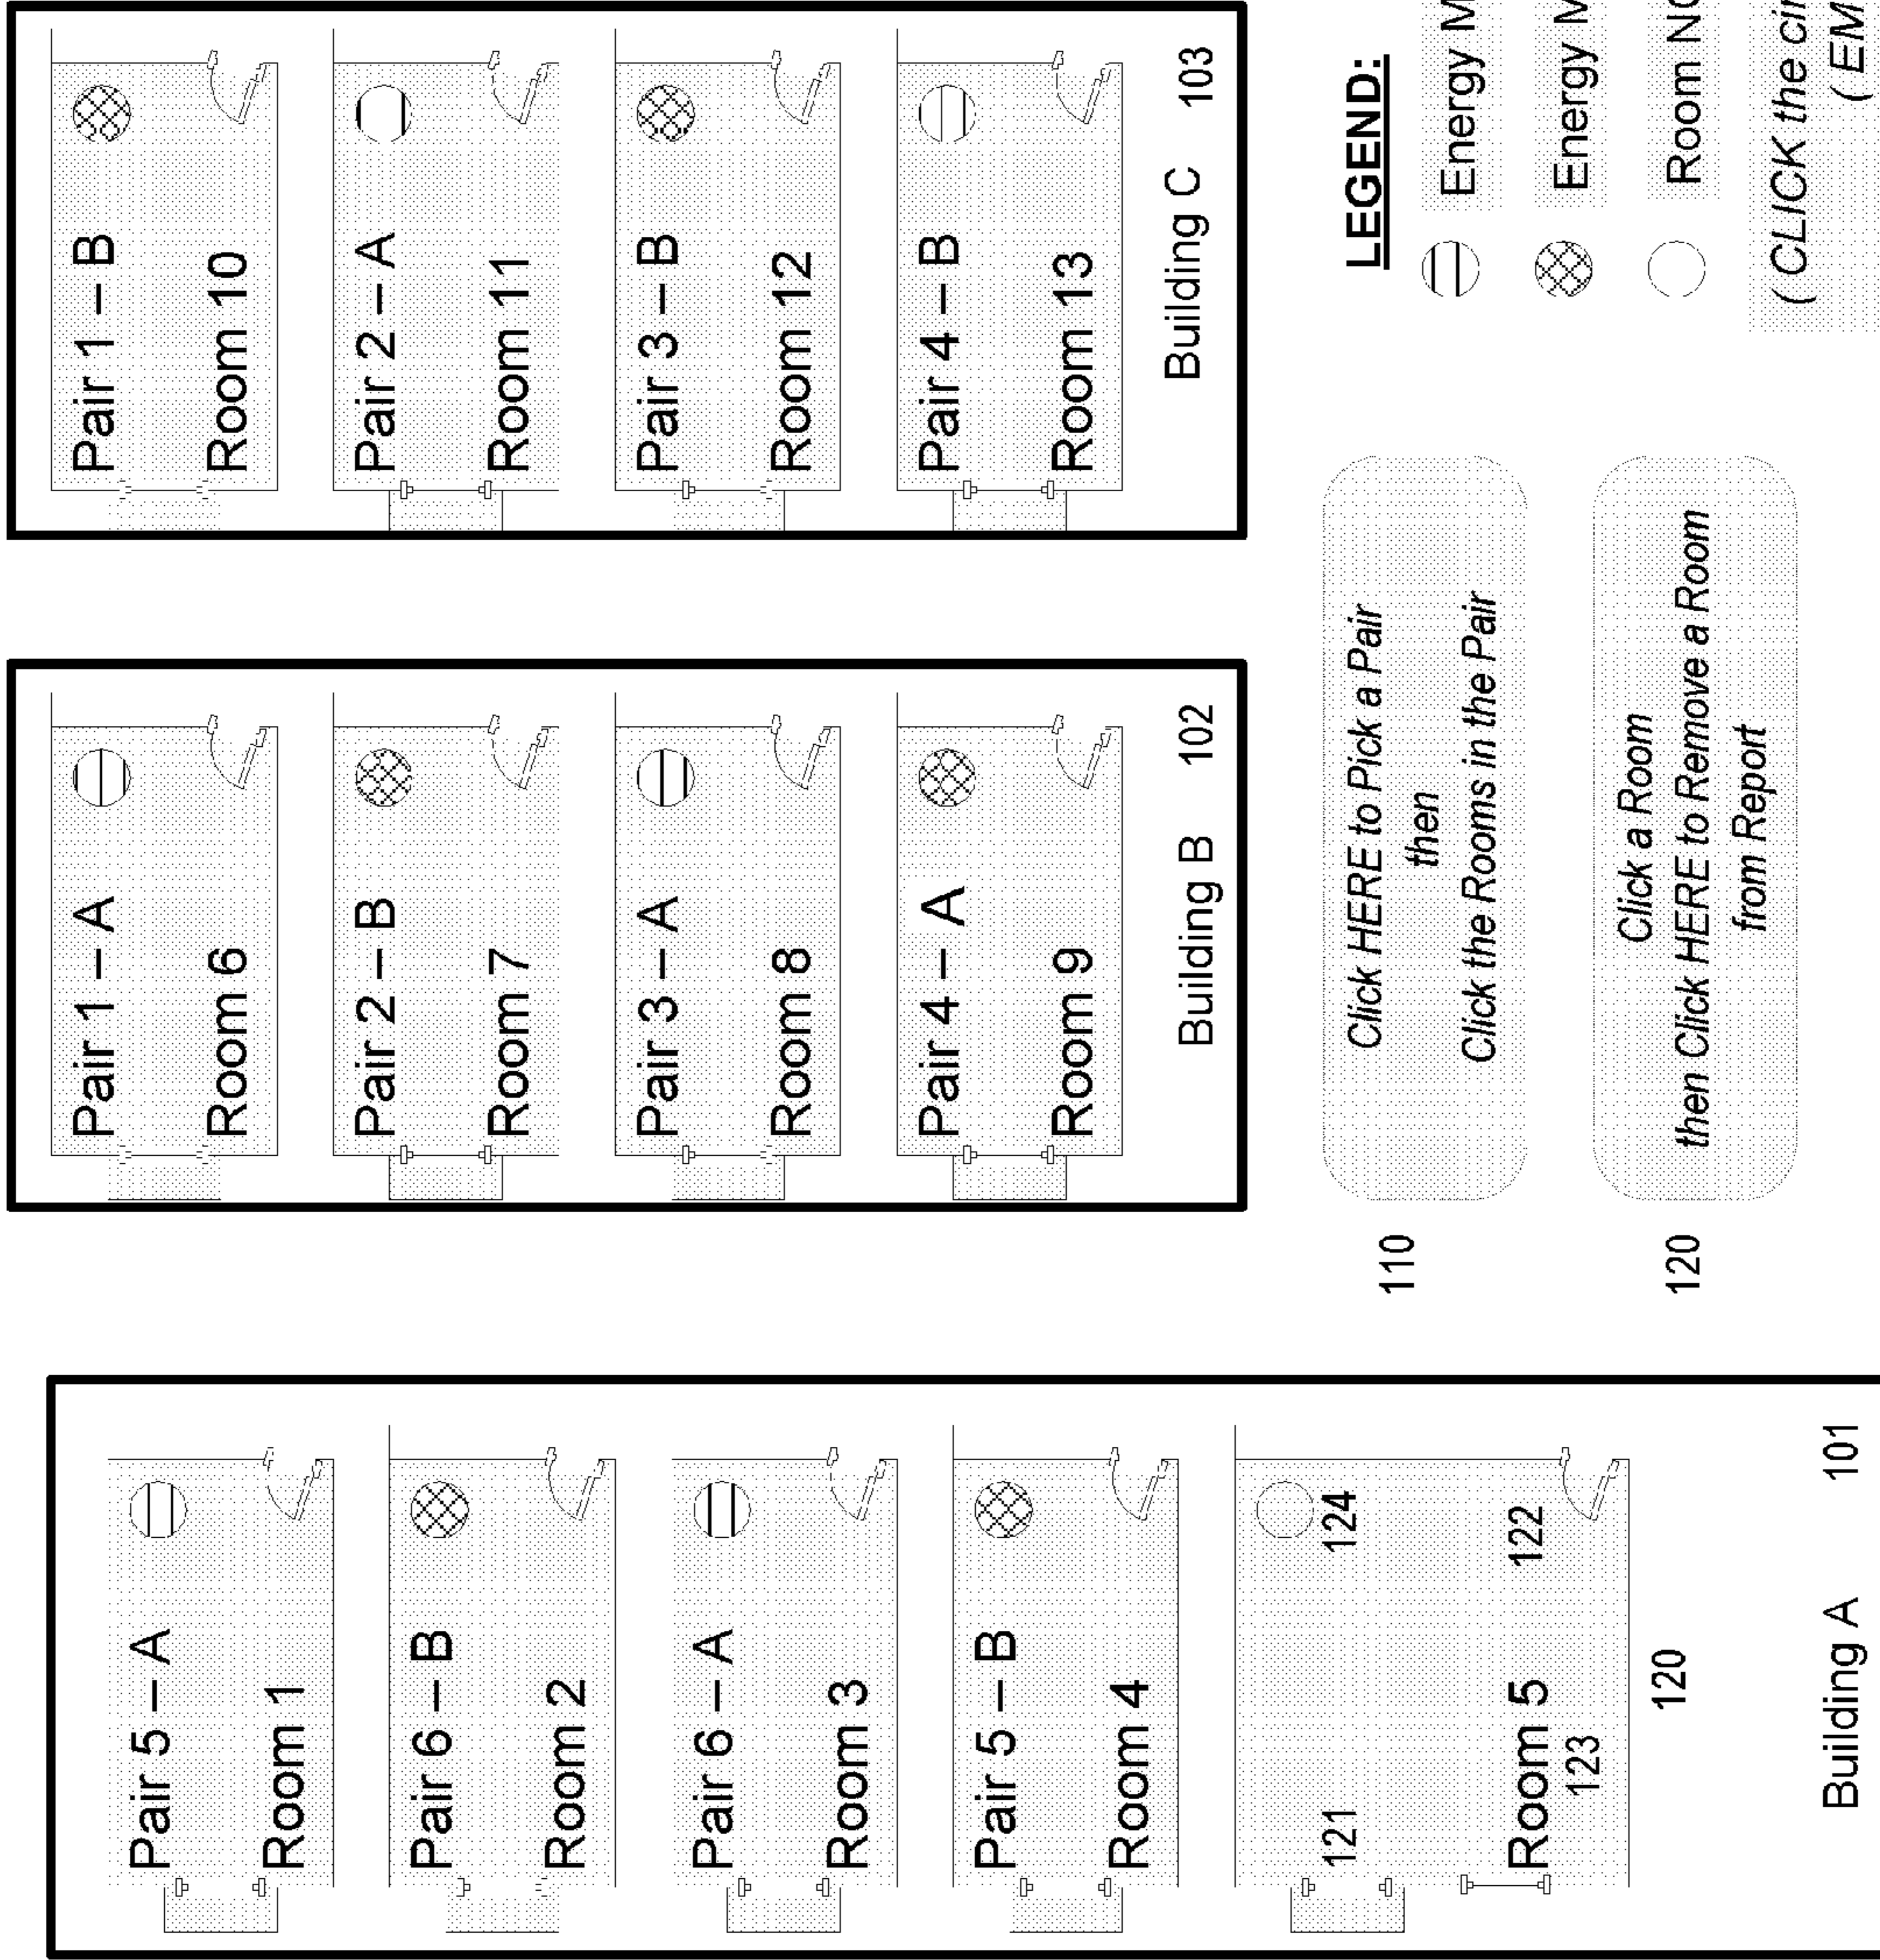 Pair 5 – A
Room 1
Pair 6 – B
Room 2
Pair 6 – A
Room 3
Pair 5 – B
Room 4
121
124
Room 5
122
123
120
Building A 101
Pair 1 – A
Room 6
Pair 2 – B
Room 7
Pair 3 – A
Room 8
Pair 4 – A
Room 9
Building B 102
Pair 1 – B
Room 10
Pair 2 – A
Room 11
Pair 3 – B
Room 12
Pair 4 – B
Room 13
Building C 103
110
Click HERE to Pick a Pair
then
Click the Rooms in the Pair
120
Click a Room
then Click HERE to Remove a Room
from Report
LEGEND:
Energy
Energy
Room
( CLICK the
( EM